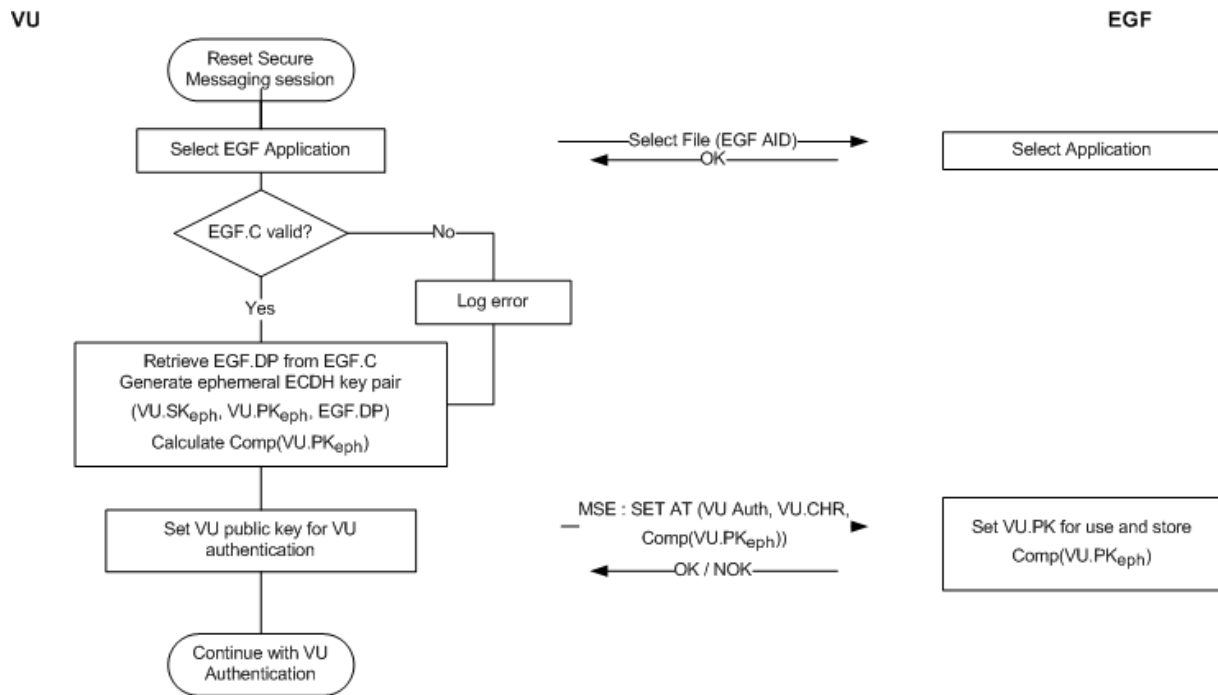 VU
EGF
Reset Secure
Messaging session
Select EGF Application
Select File (EGF AID)
OK
Select Application
EGF.C valid?
No
Yes
Log error
Retrieve EGF.DP from EGF.C
Generate ephemeral ECDH key pair
(VU.SKeph, VU.PKeph, EGF.DP)
Calculate Comp(VU.PKeph)
Set VU public key for VU
authentication
MSE : SET AT (VU Auth, VU.CHR,
Comp(VU.PKeph))
OK / NOK
Set VU.PK for use and store
Comp(VU.PKeph)
Continue with VU
Authentication